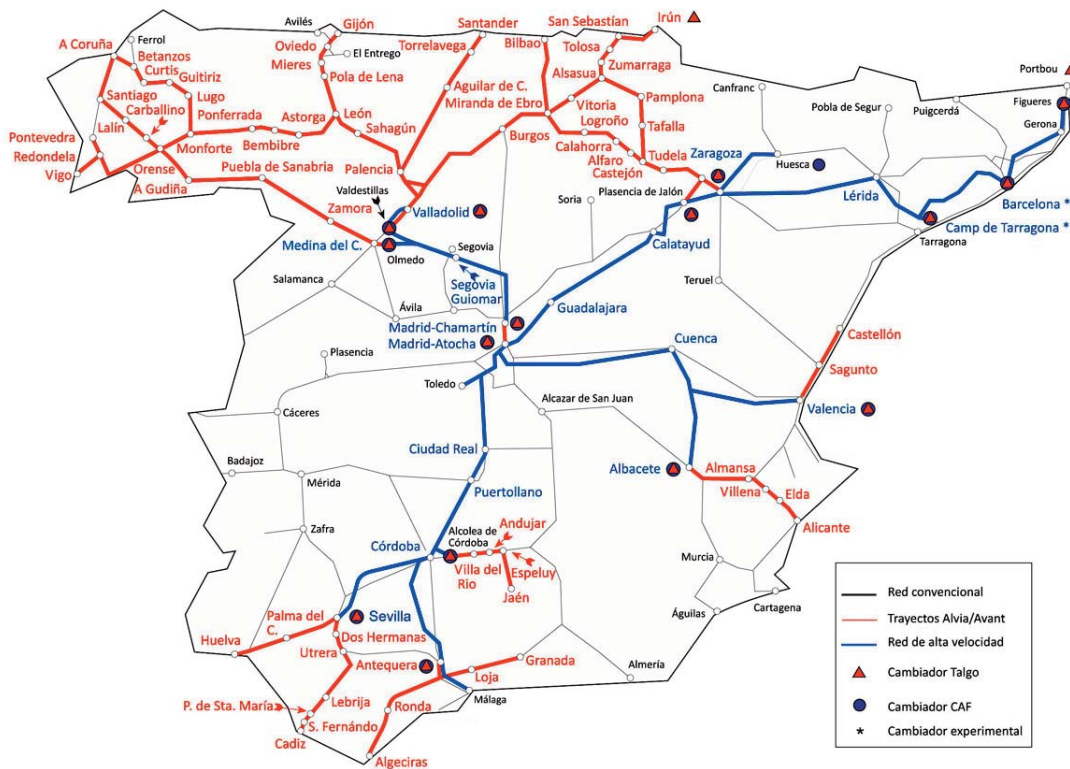 Avilés
Gijón
Santander
San Sebastián
Irún
A Coruña
Ferrol
Oviedo
El Entrego
Torrelavega
Bilbao
Tolosa
Betanzos
Curtis
Guitiriz
Mieres
Alsasua
Zumarraga
Portbou
Santiago
Carballino
Lugo
Pola de Lena
Aguilar de C.
Miranda de Ebro
Vitoria
Pamplona
Canfranc
Pobla de Segur
Puigcerdá
Figueres
Gerona
Lalín
Ponferrada
Astorga
León
Logroño
Tafalla
Pontevedra
Redondela
Vigo
Monforte
Bembibre
Sahagún
Burgos
Calahorra
Alfaro
Castejón
Tudela
Zaragoza
Huesca
Orense
A Gudiña
Puebla de Sanabria
Palencia
Valdestillas
Zamora
Valladolid
Soria
Plasencia de Jalón
Lérida
Barcelona *
Camp de Tarragona *
Tarragona
Medina del C.
Olmedo
Segovia
Calatayud
Salamanca
Segovia
Guiomar
Teruel
Ávila
Guadalajara
Madrid-Chamartín
Madrid-Atocha
Cuenca
Castellón
Plasencia
Sagunto
Toledo
Cáceres
Alcazar de San Juan
Valencia
Ciudad Real
Badajoz
Mérida
Albacete
Almansa
Villena
Elda
Puertollano
Alicante
Zafra
Alcolea de
Córdoba
Andujar
Córdoba
Villa del
Rio
Espeluy
Murcia
Jaén
Águilas
Cartagena
Palma del
C.
Sevilla
Huelva
Dos Hermanas
Utrera
Antequera
Granada
Loja
Almería
Málaga
P. de Sta. María
Lebrija
Ronda
S. Fernándo
Cadiz
Algeciras
Red convencional
Trayectos Alvia/Avant
Red de alta velocidad
Cambiador Talgo
Cambiador CAF
* Cambiador experimental